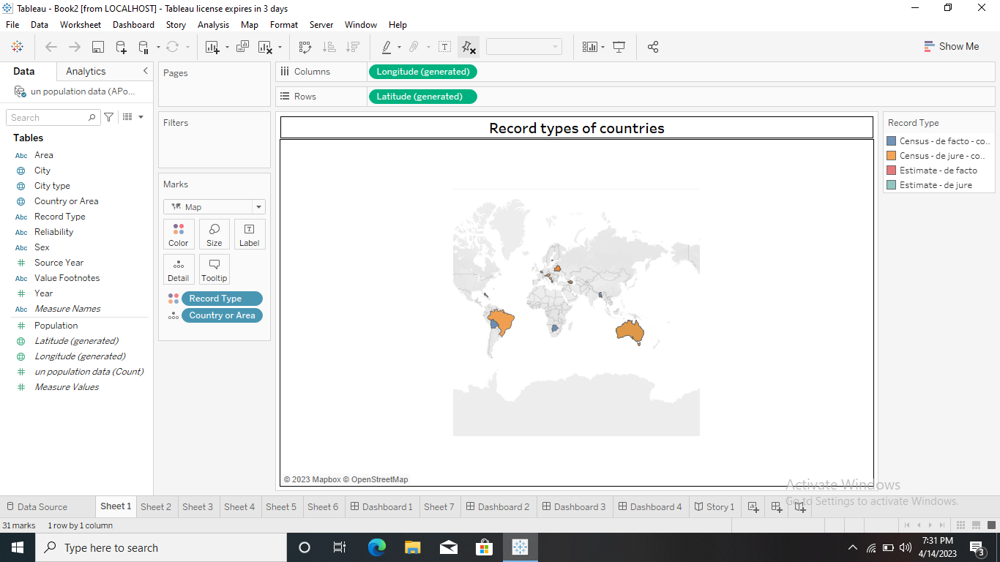 Tableau - Book2 [from LOCALHOST] - Tableau license expires in 3 days
File Data Worksheet Dashboard Story Analysis Map Format Server Window Help
Show Me
Data Analytics
un population data (APo...
Search
Tables
Abc Area
City
City type
Country or Area
Abc Record Type
Abc Reliability
Abc Sex
# Source Year
Abc Value Footnotes
# Year
Abc Measure Names
# Population
Latitude (generated)
Longitude (generated)
# un population data (Count)
# Measure Values
Pages
Filters
Marks
Map
Color Size Label
Detail Tooltip
Record Type
Country or Area
Columns Longitude (generated)
Rows Latitude (generated)
Record types of countries
© 2023 Mapbox © OpenStreetMap
Record Type
Census - de facto - co..
Census - de jure - co..
Estimate - de facto
Estimate - de jure
Activate Windows
Go to Settings to activate Windows.
Data Source Sheet 1 Sheet 2 Sheet 3 Sheet 4 Sheet 5 Sheet 6 Dashboard 1 Sheet 7 Dashboard 2 Dashboard 3 Dashboard 4 Story 1
31 marks 1 row by 1 column
Type here to search
7:31 PM
4/14/2023
3